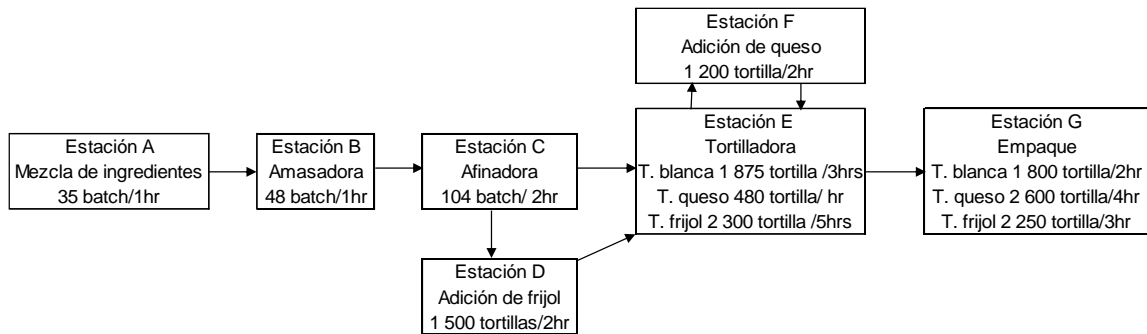 Estación F
Adición de queso
1 200 tortilla/2hr
Estación A
Mezcla de ingredientes
35 batch/1hr
Estación B
Amasadora
48 batch/1hr
Estación C
Afinadora
104 batch/ 2hr
Estación E
Tortilladora
T. blanca 1 875 tortilla /3hrs
T. queso 480 tortilla/ hr
T. frijol 2 300 tortilla /5hrs
Estación G
Empaque
T. blanca 1 800 tortilla/2hr
T. queso 2 600 tortilla/4hr
T. frijol 2 250 tortilla/3hr
Estación D
Adición de frijol
1 500 tortillas/2hr